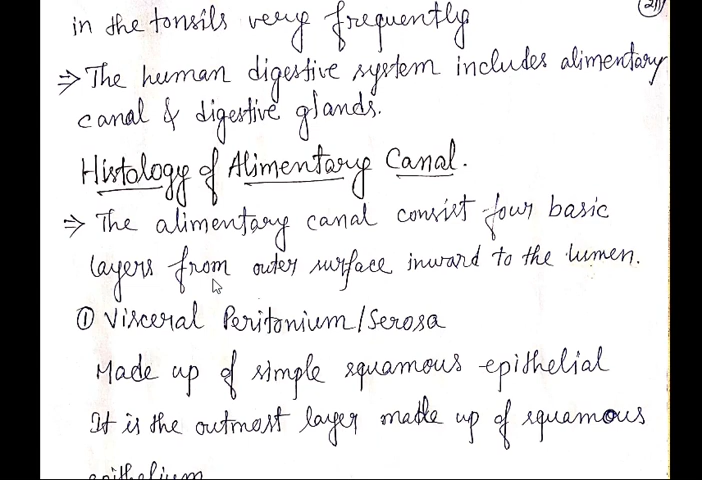 in the tonsils very frequently
⇒ The human digestive system includes alimentary
canal & digestive glands.
Histology of Alimentary Canal.
⇒ The alimentary canal consist four basic
layers from outer surface inward to the lumen.
① Visceral Peritonium/Serosa
Made up of simple squamous epithelial
It is the outmost layer made up of squamous
epithelium